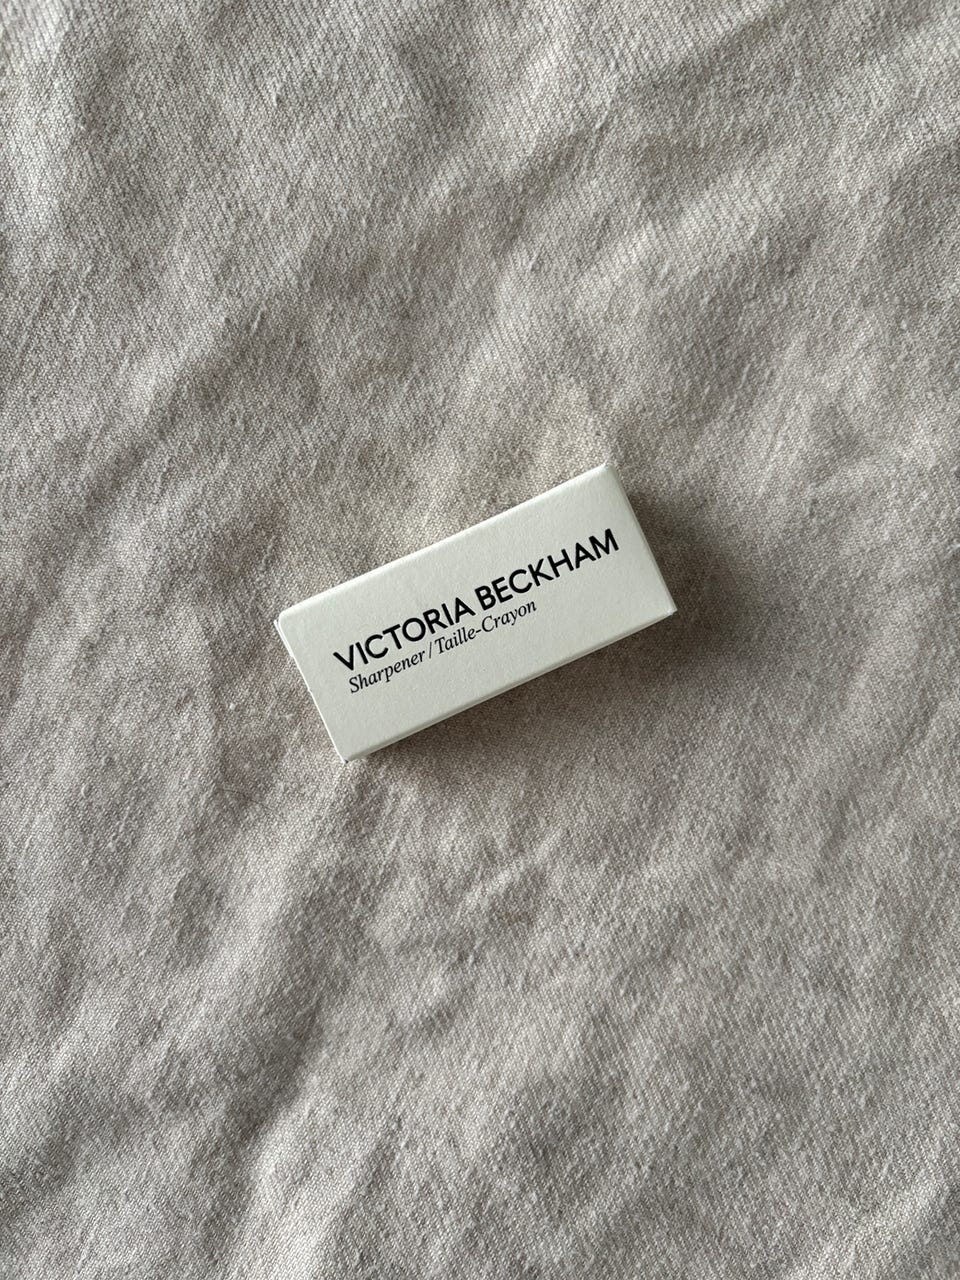 VICTORIA BECKHAM
Sharpener / Taille-Crayon